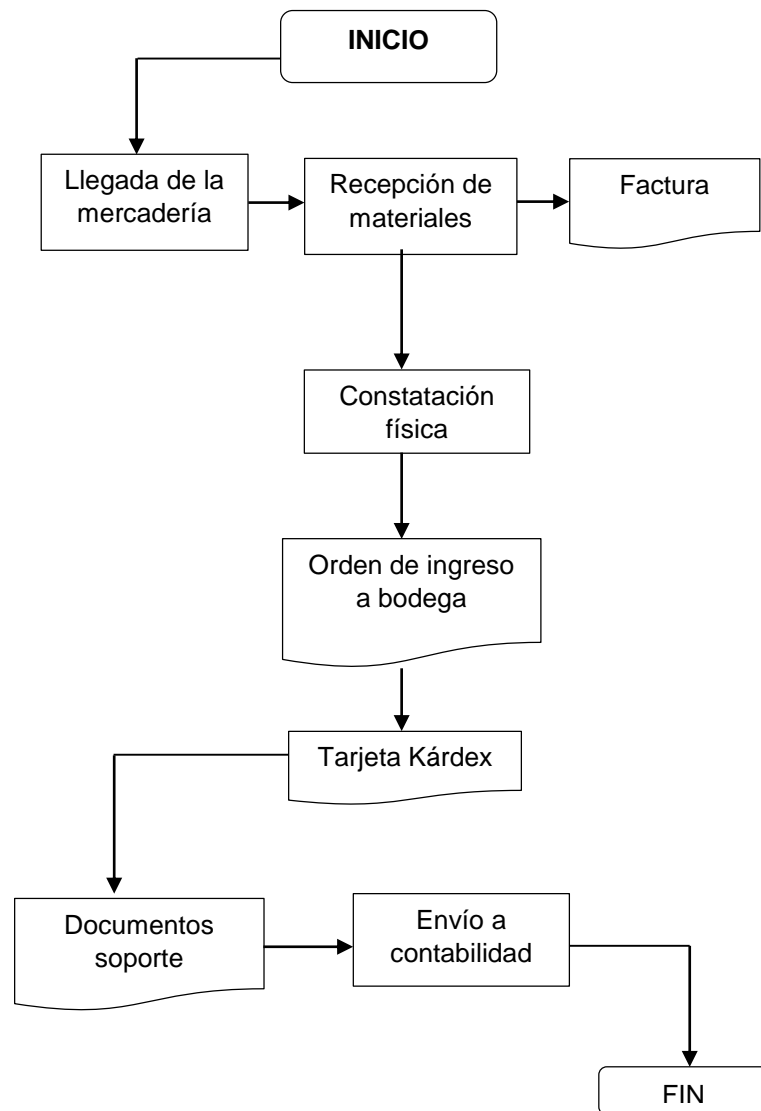 INICIO
Llegada de la
mercadería
Recepción de
materiales
Factura
Constatación
física
Orden de ingreso
a bodega
Tarjeta Kárdex
Documentos
soporte
Envío a
contabilidad
FIN